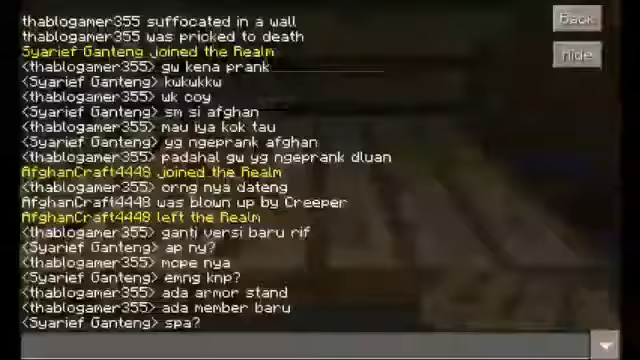 thablogamer355 suffocated in a wall
thablogamer355 was pricked to death
Syarief Ganteng joined the Realm
<thablogamer355> gw kena prank
<Syarief Ganteng> kwkwkkw
<thablogamer355> wk coy
<Syarief Ganteng> sm si afghan
<thablogamer355> mau iya kok tau
<Syarief Ganteng> yg ngeprank afghan
<thablogamer355> padahal gw yg ngeprank dluan
AfghanCraft4448 joined the Realm
<thablogamer355> orng nya dateng
AfghanCraft4448 was blown up by Creeper
AfghanCraft4448 left the Realm
<thablogamer355> ganti versi baru rif
<Syarief Ganteng> ap ny?
<thablogamer355> mcpe nya
<Syarief Ganteng> emng knp?
<thablogamer355> ada armor stand
<thablogamer355> ada member baru
<Syarief Ganteng> spa?
Back
hide